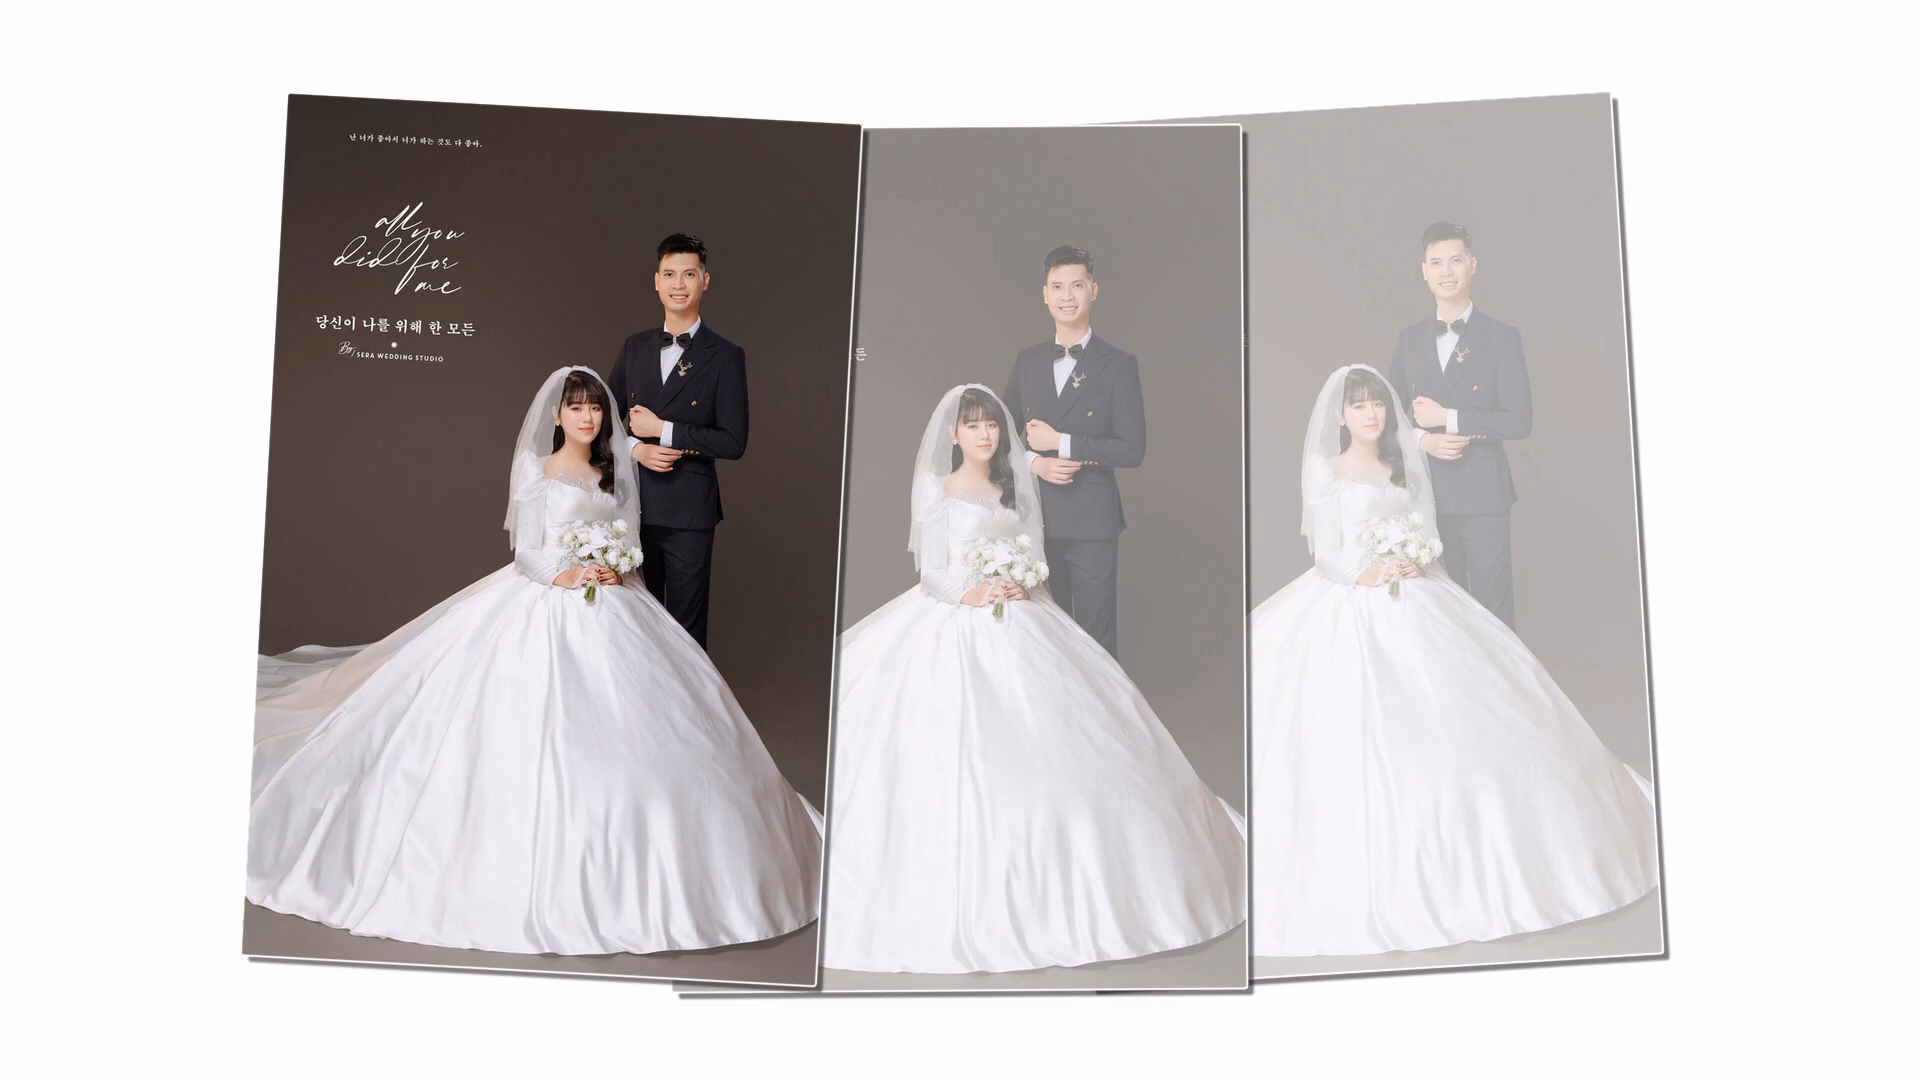 난 너가 좋아서 너가 하는 것도 다 좋아.
all you
did for
me
당신이 나를 위해 한 모든
By/ SERA WEDDING STUDIO
든